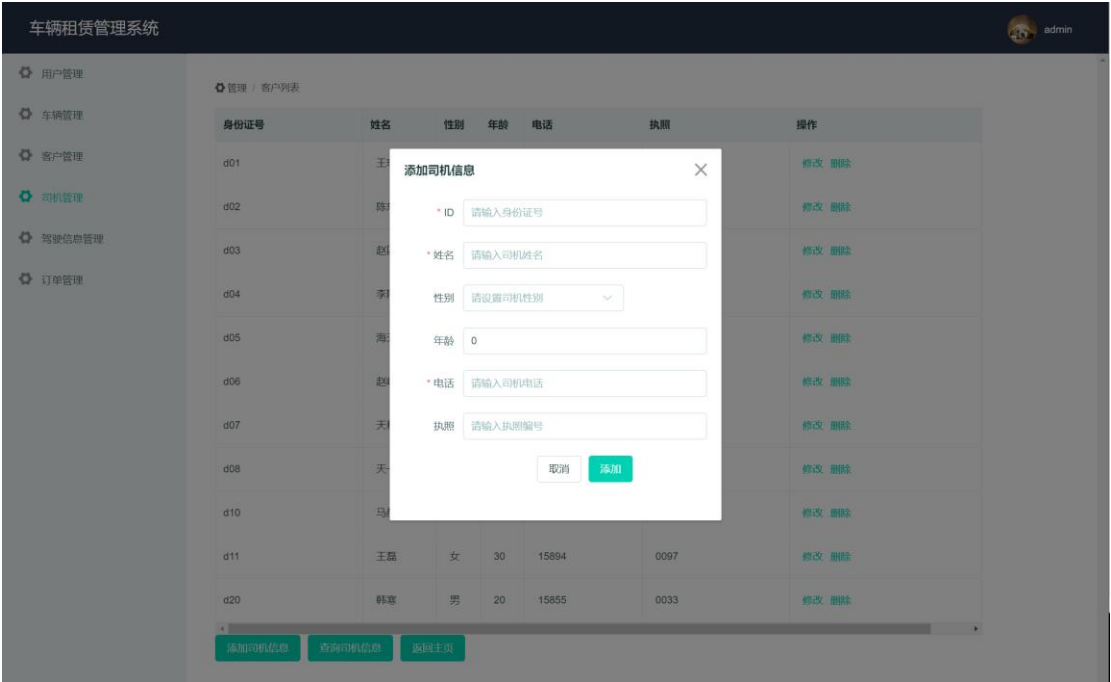 车辆租赁管理系统 admin
用户管理
车辆管理
客户管理
司机管理
驾驶信息管理
订单管理
管理 / 客户列表
身份证号 姓名 性别 年龄 电话 执照 操作
d01 修改 删除
d02 修改 删除
d03 修改 删除
d04 修改 删除
d05 修改 删除
d06 修改 删除
d07 修改 删除
d08 修改 删除
d10 修改 删除
d11 王磊 女 30 15894 0097 修改 删除
d20 韩寒 男 20 15855 0033 修改 删除
添加司机信息 查询司机信息 返回主页
添加司机信息
* ID 请输入身份证号
* 姓名 请输入司机姓名
性别 请设置司机性别
年龄 0
* 电话 请输入司机电话
执照 请输入执照编号
取消 添加